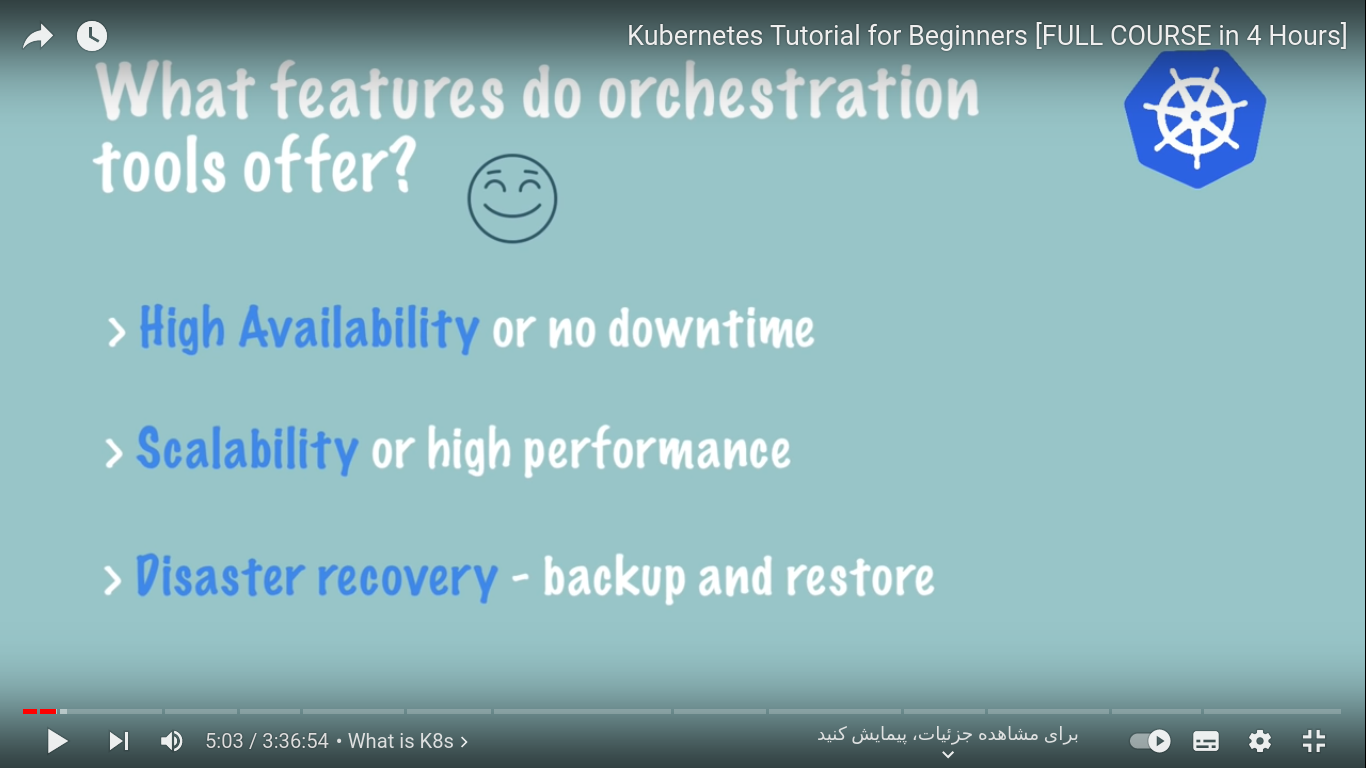 Kubernetes Tutorial for Beginners [FULL COURSE in 4 Hours]
What features do orchestration
tools offer?
> High Availability or no downtime
> Scalability or high performance
> Disaster recovery - backup and restore
5:03 / 3:36:54 • What is K8s >
برای مشاهده جزئیات، پیمایش کنید